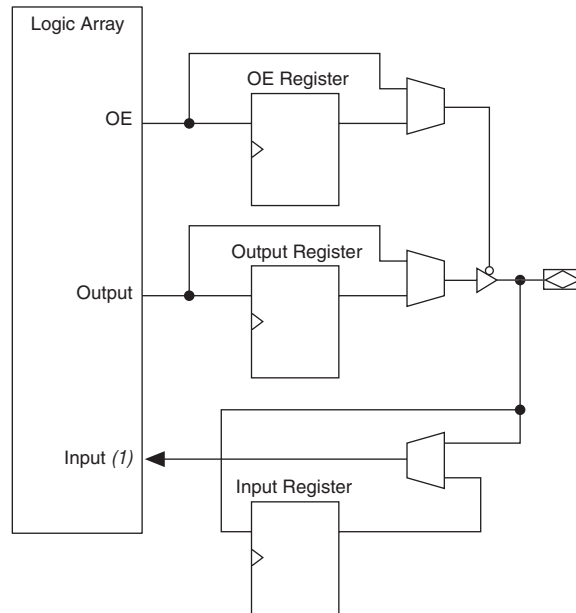 Logic Array
OE Register
OE
Output Register
Output
Input (1)
Input Register